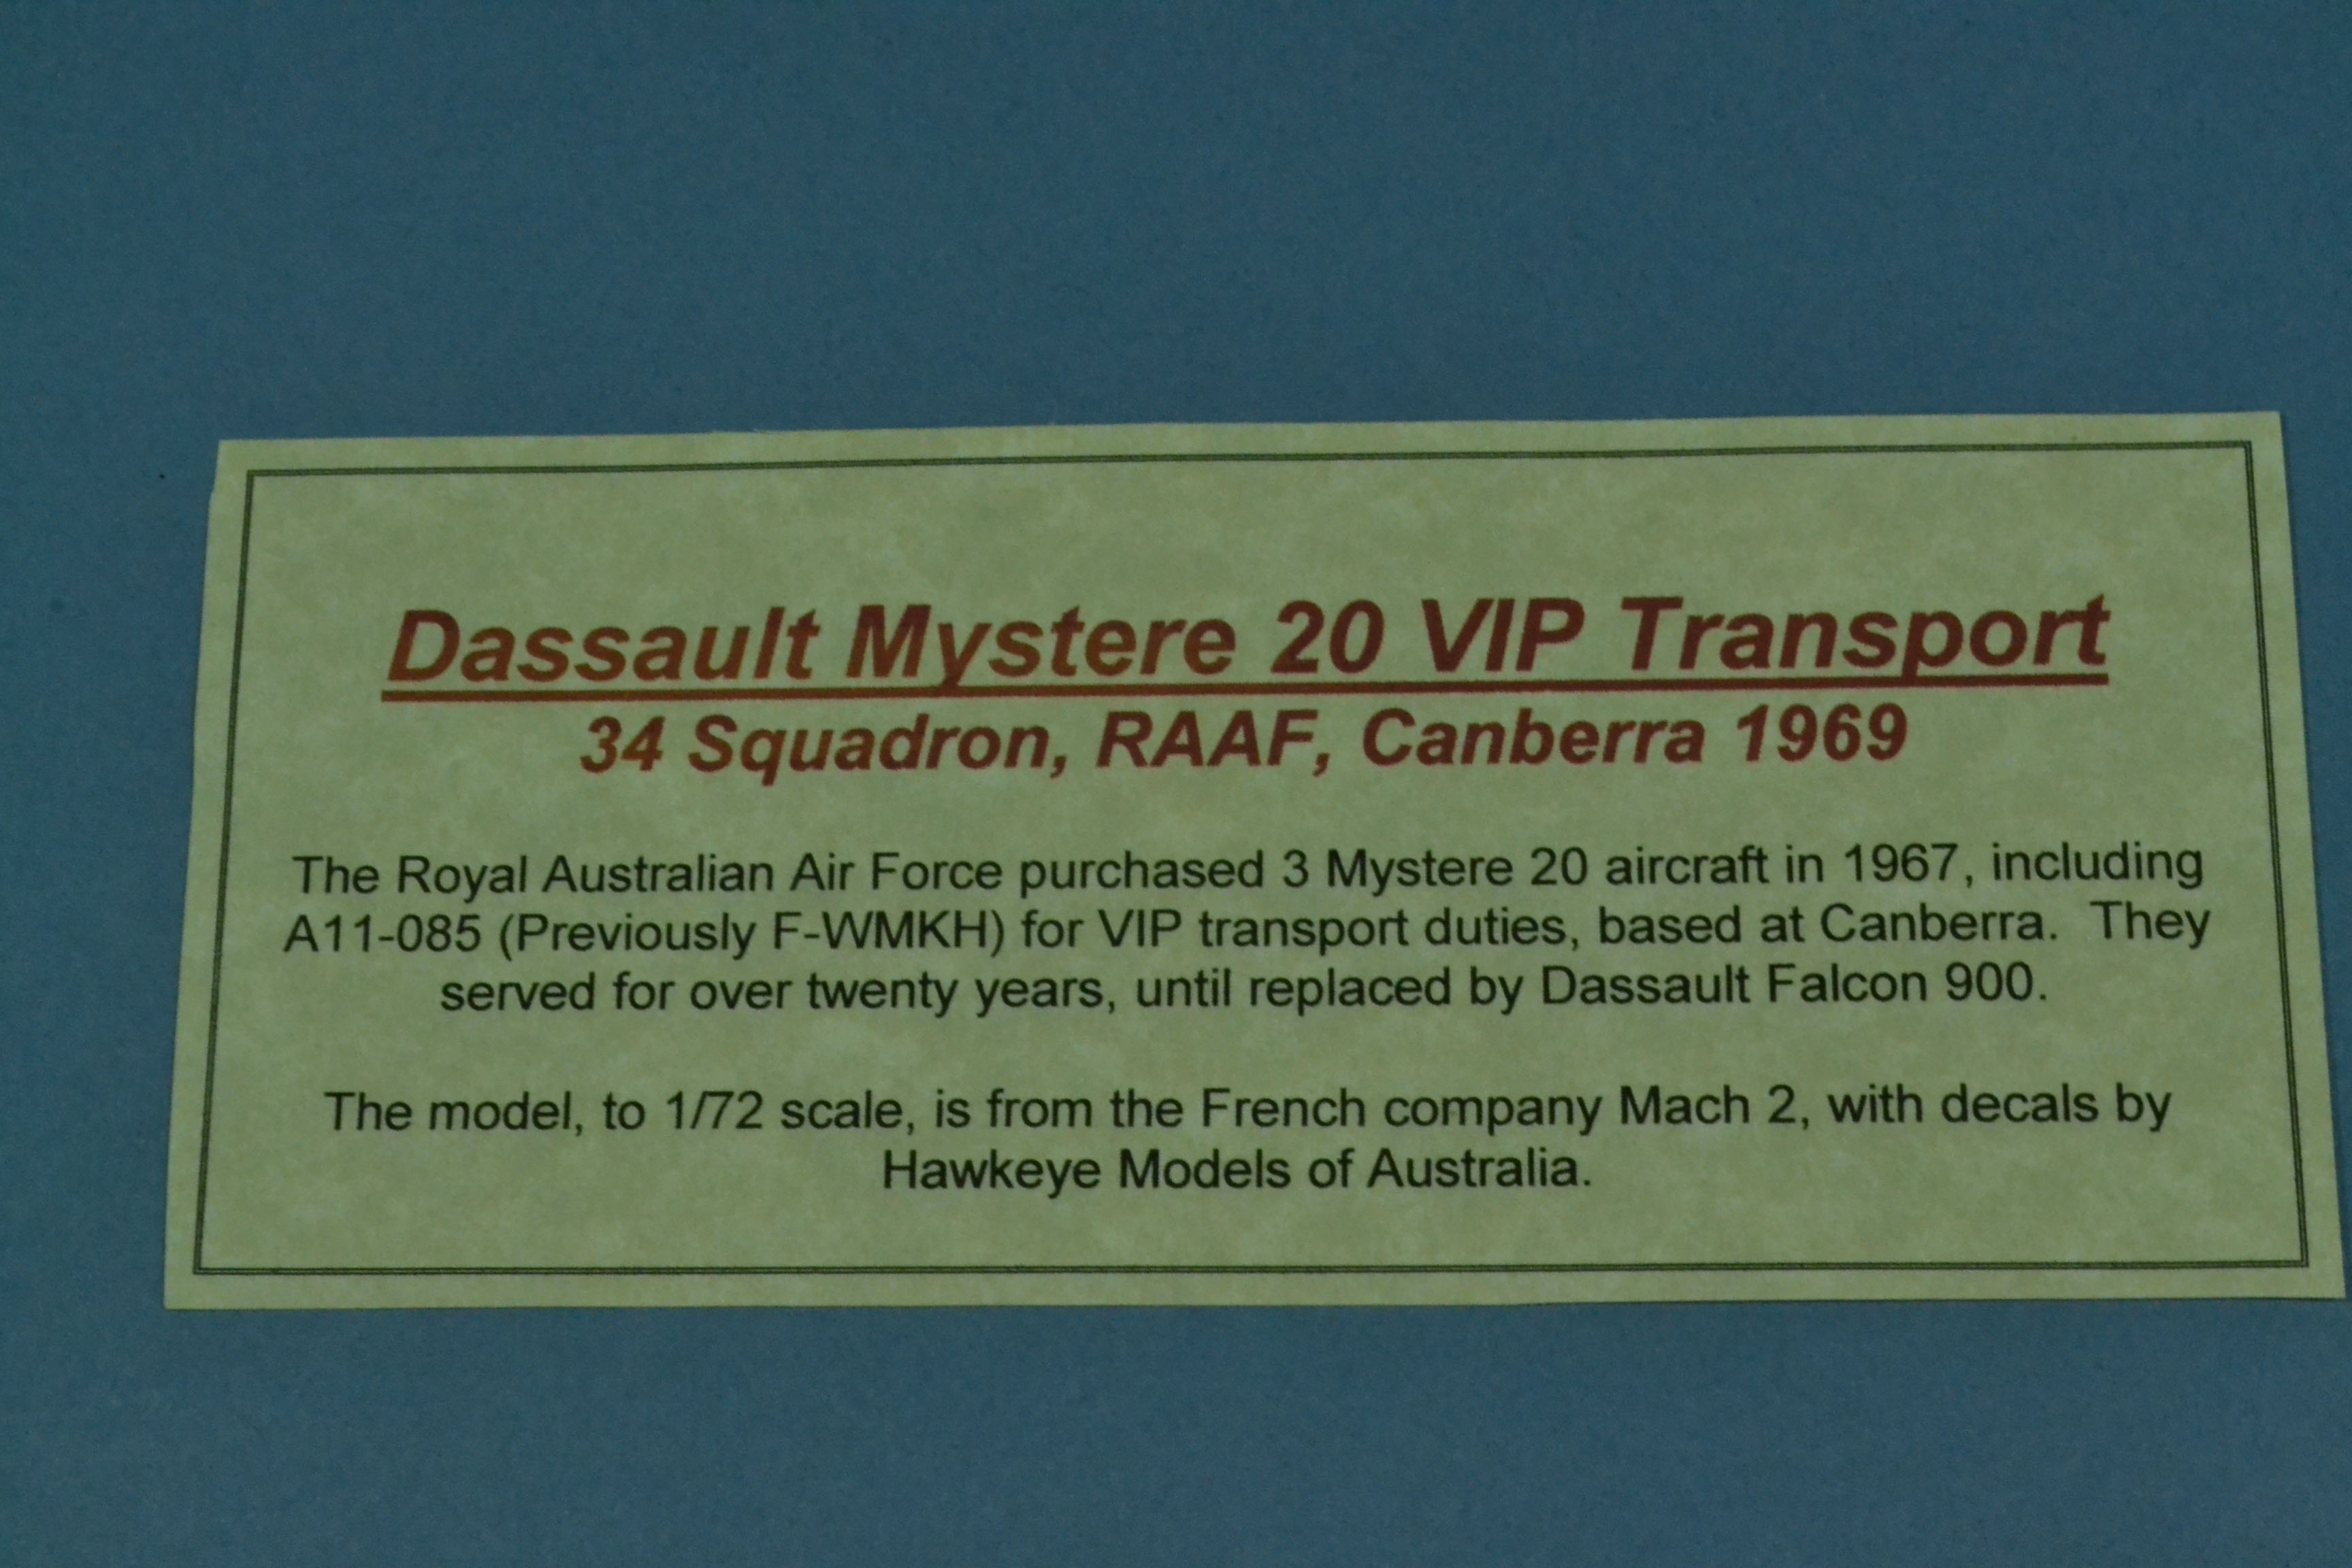 Dassault Mystere 20 VIP Transport
34 Squadron, RAAF, Canberra 1969
The Royal Australian Air Force purchased 3 Mystere 20 aircraft in 1967, including
A11-085 (Previously F-WMKH) for VIP transport duties, based at Canberra.  They
served for over twenty years, until replaced by Dassault Falcon 900.
The model, to 1/72 scale, is from the French company Mach 2, with decals by
Hawkeye Models of Australia.